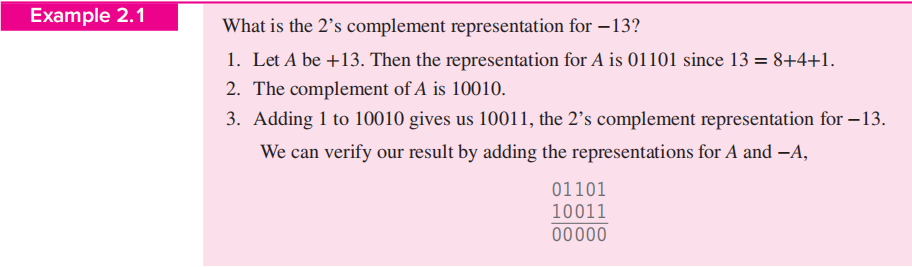 Example 2.1
What is the 2’s complement representation for −13?
1. Let A be +13. Then the representation for A is 01101 since 13 = 8+4+1.
2. The complement of A is 10010.
3. Adding 1 to 10010 gives us 10011, the 2’s complement representation for −13.
We can verify our result by adding the representations for A and −A,
01101
10011
00000